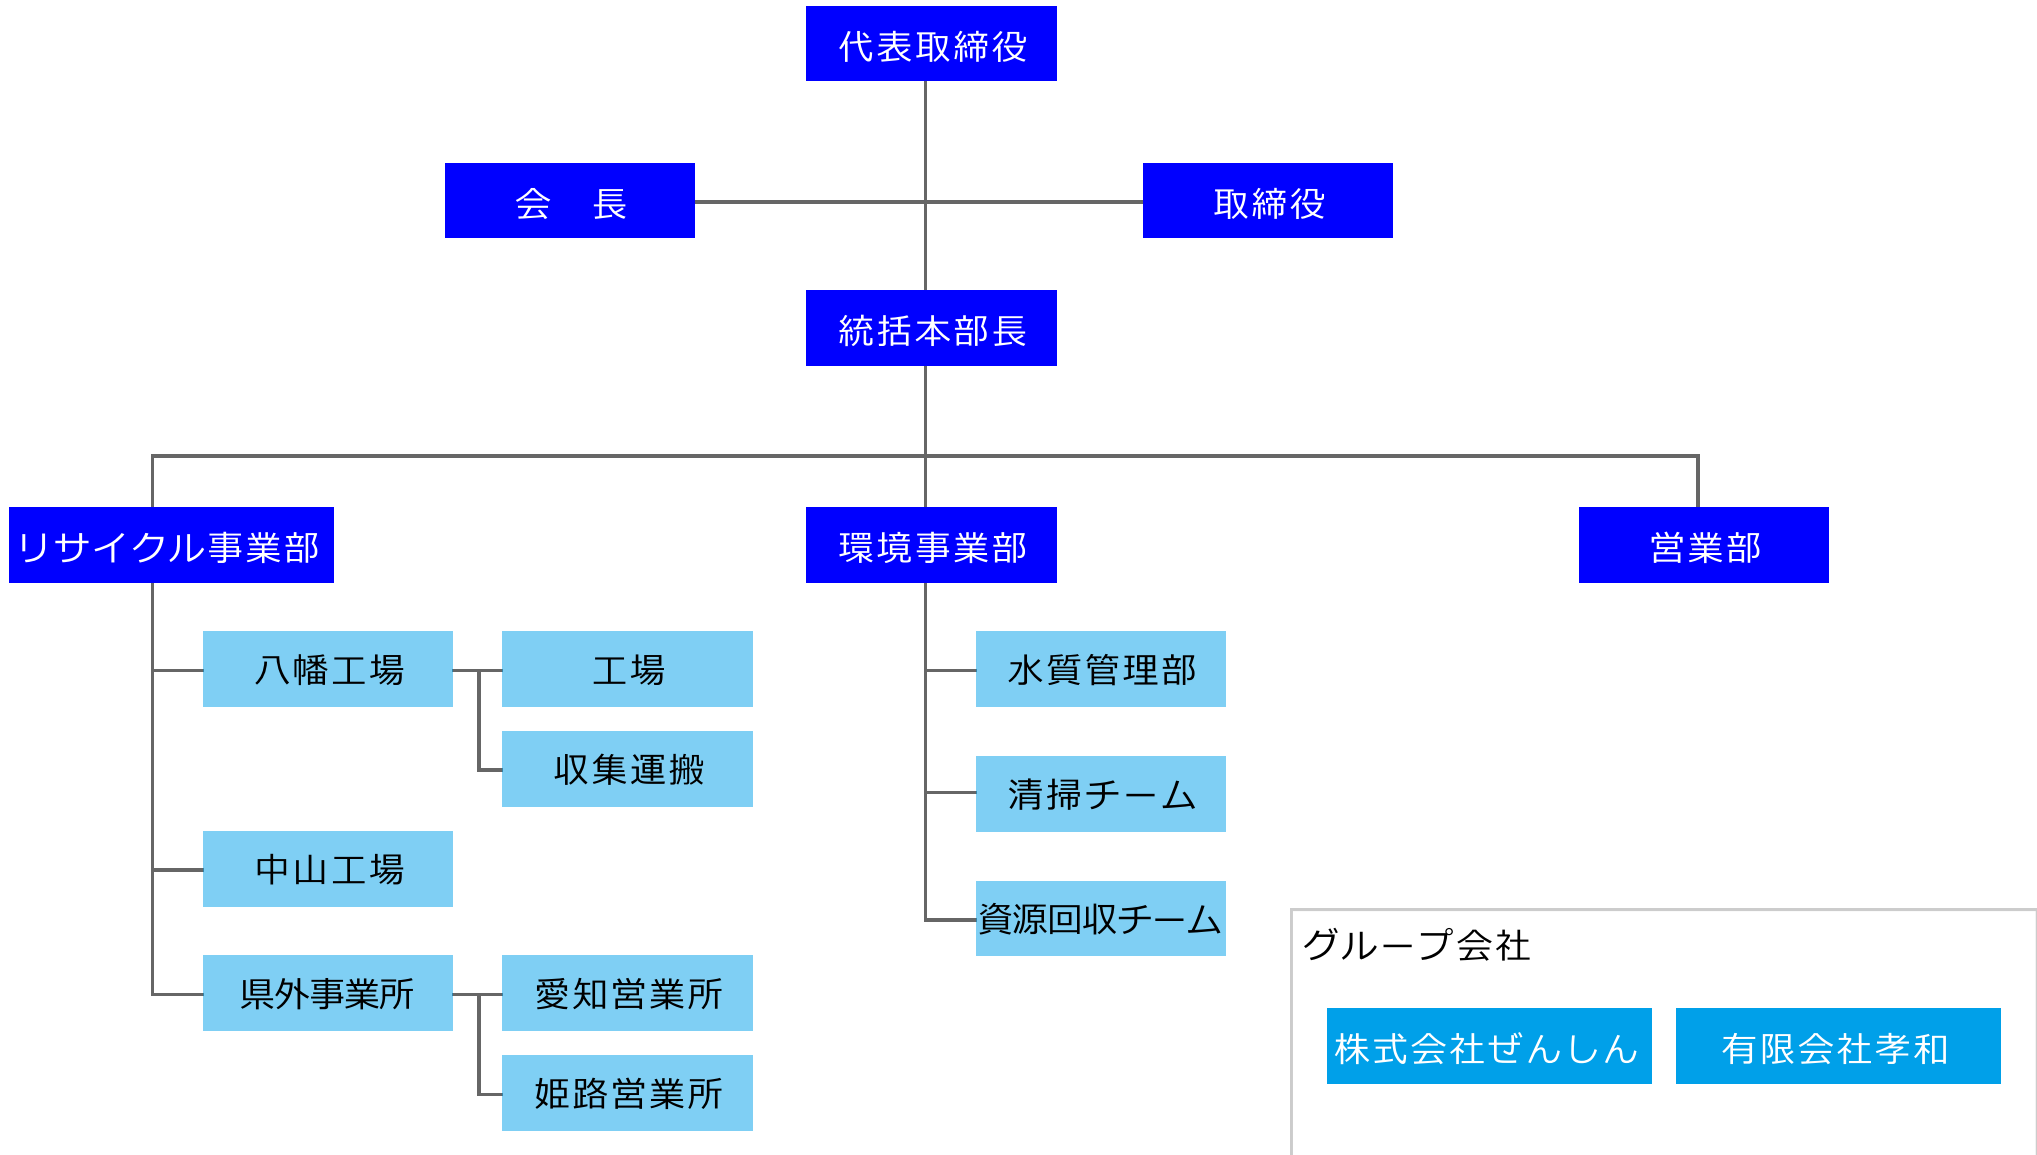 代表取締役
会　長
取締役
統括本部長
リサイクル事業部
環境事業部
営業部
八幡工場
工場
水質管理部
収集運搬
清掃チーム
中山工場
資源回収チーム
県外事業所
愛知営業所
姫路営業所
グループ会社
株式会社ぜんしん
有限会社孝和